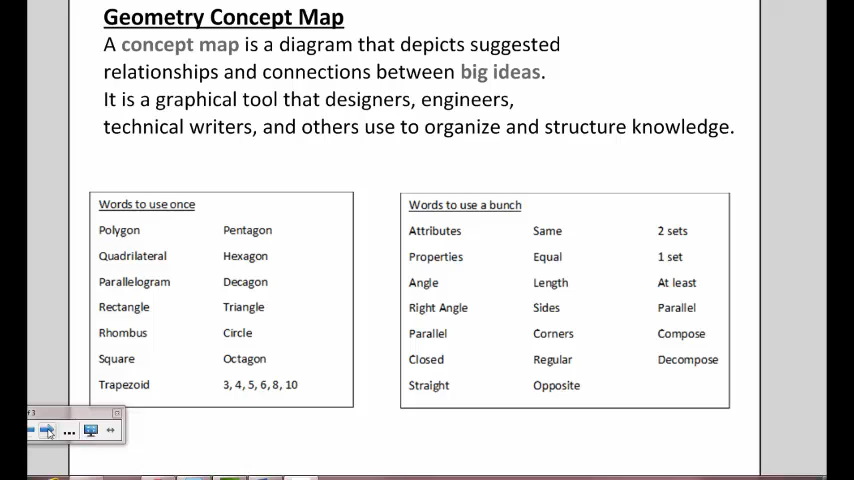 Geometry Concept Map
A concept map is a diagram that depicts suggested
relationships and connections between big ideas.
It is a graphical tool that designers, engineers,
technical writers, and others use to organize and structure knowledge.
Words to use once
Polygon Pentagon
Quadrilateral Hexagon
Parallelogram Decagon
Rectangle Triangle
Rhombus Circle
Square Octagon
Trapezoid 3, 4, 5, 6, 8, 10
Words to use a bunch
Attributes Same 2 sets
Properties Equal 1 set
Angle Length At least
Right Angle Sides Parallel
Parallel Corners Compose
Closed Regular Decompose
Straight Opposite
of 3